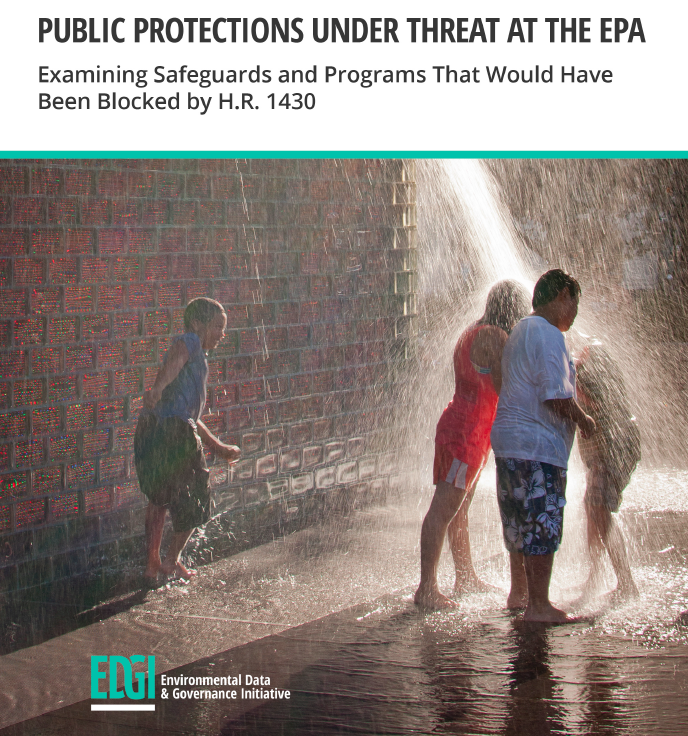 PUBLIC PROTECTIONS UNDER THREAT AT THE EPA
Examining Safeguards and Programs That Would Have
Been Blocked by H.R. 1430
EDGI
Environmental Data
& Governance Initiative